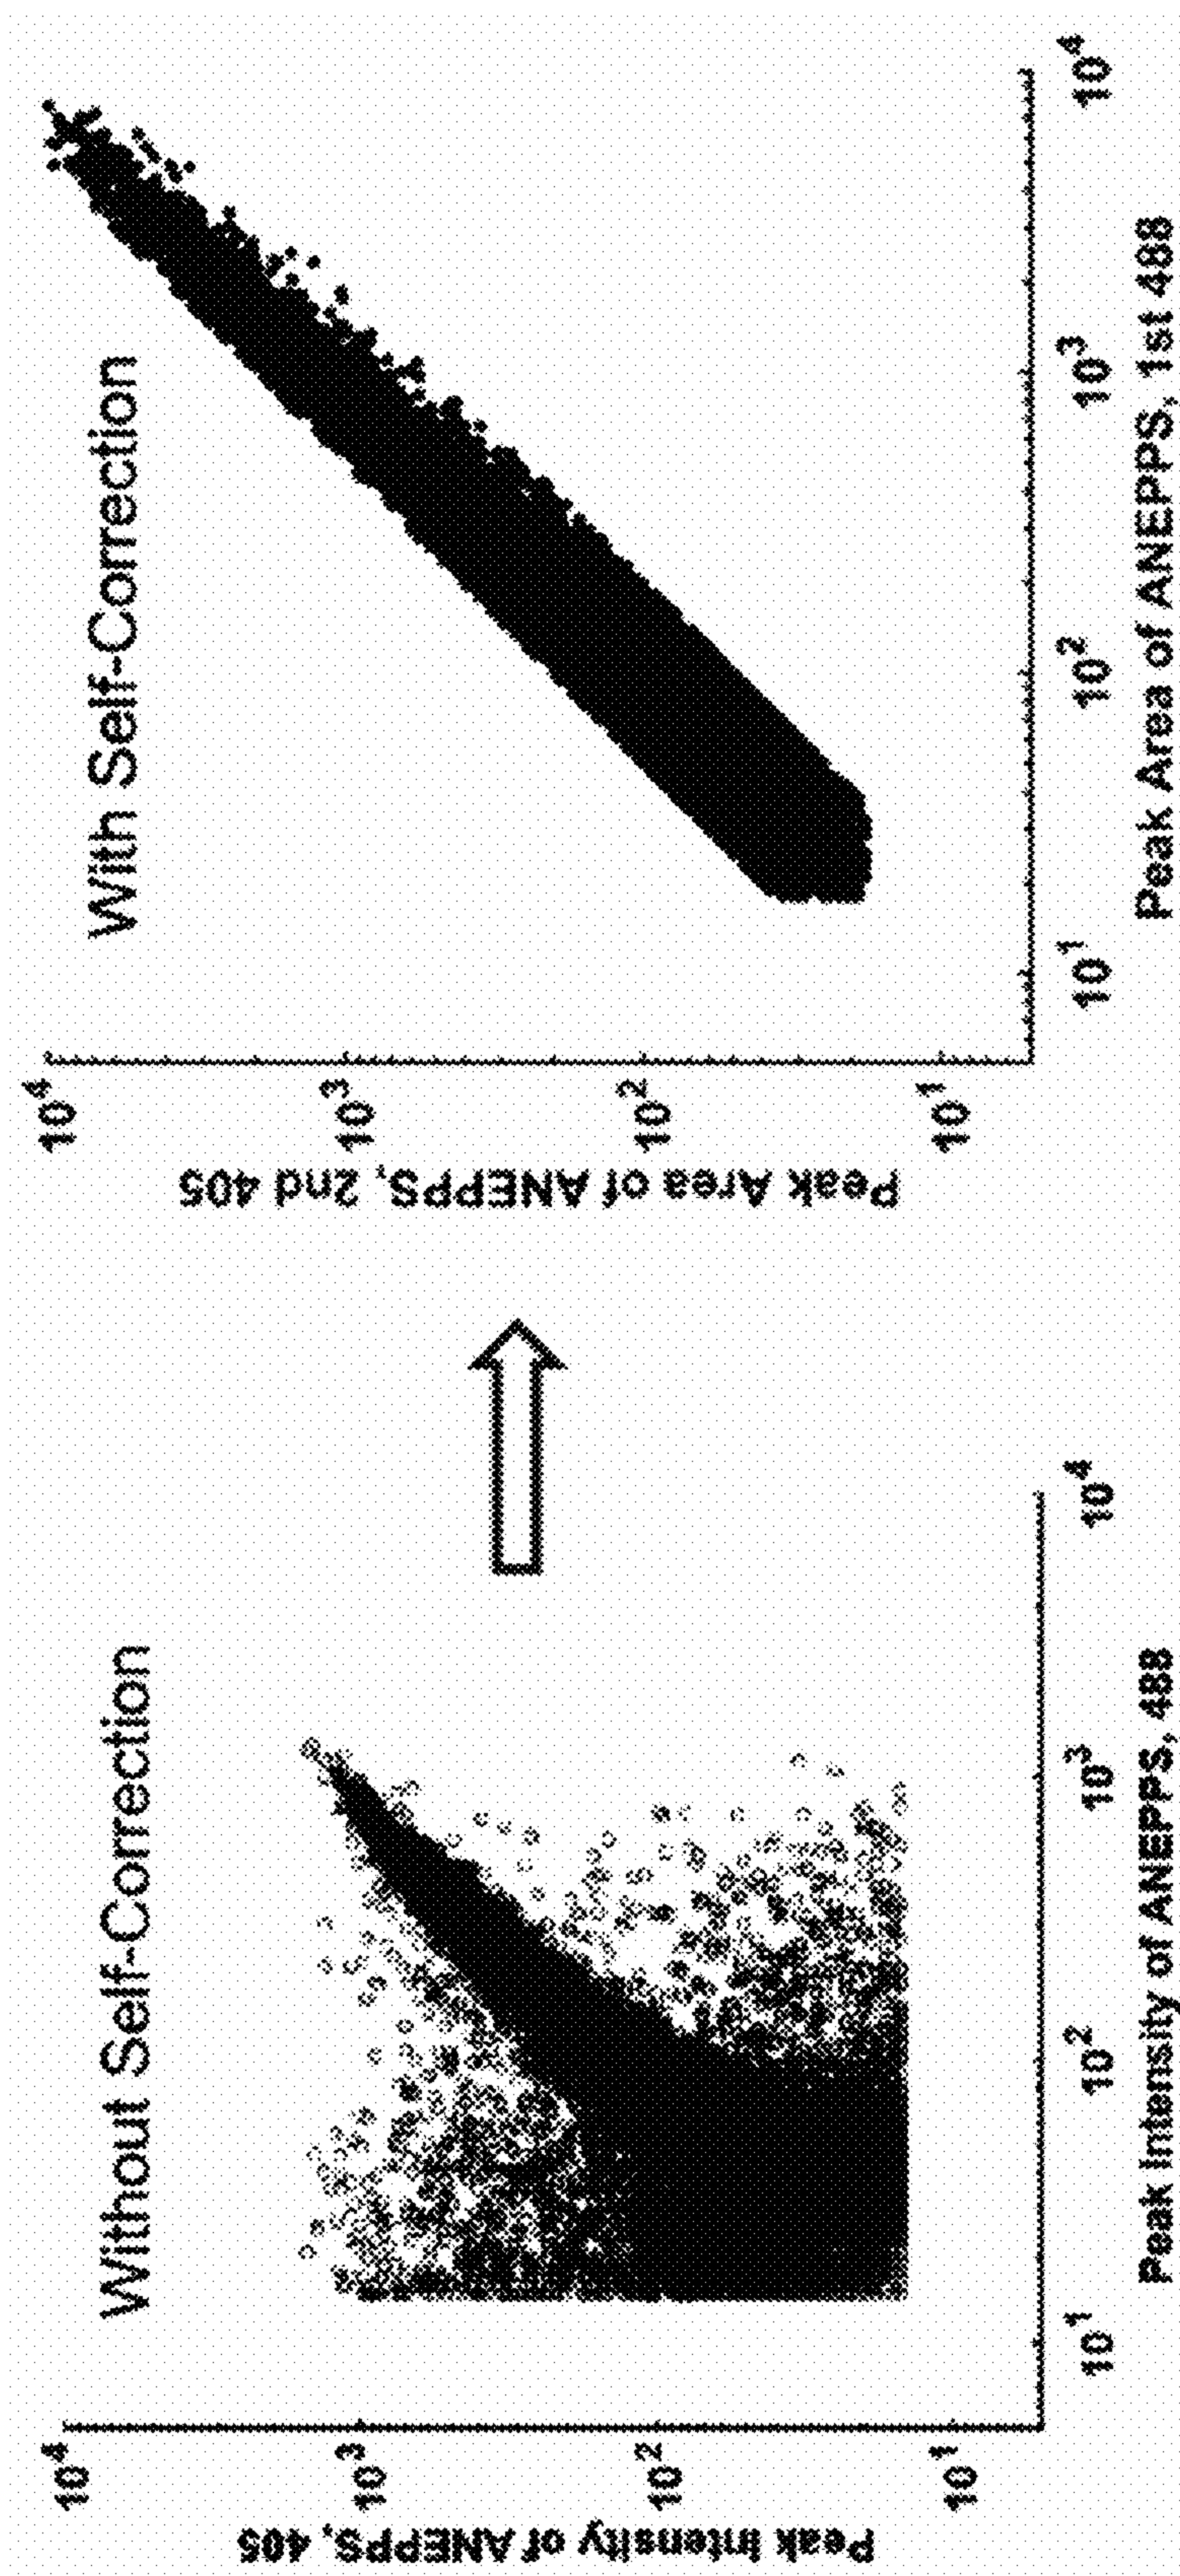 Without Self-Correction
Peak Intensity of ANEPPS, 405
10^4
10^3
10^2
10^1
10^1
10^2
10^3
10^4
Peak Intensity of ANEPPS, 488
With Self-Correction
Peak Area of ANEPPS, 2nd 405
10^4
10^3
10^2
10^1
10^1
10^2
10^3
10^4
Peak Area of ANEPPS, 1st 488